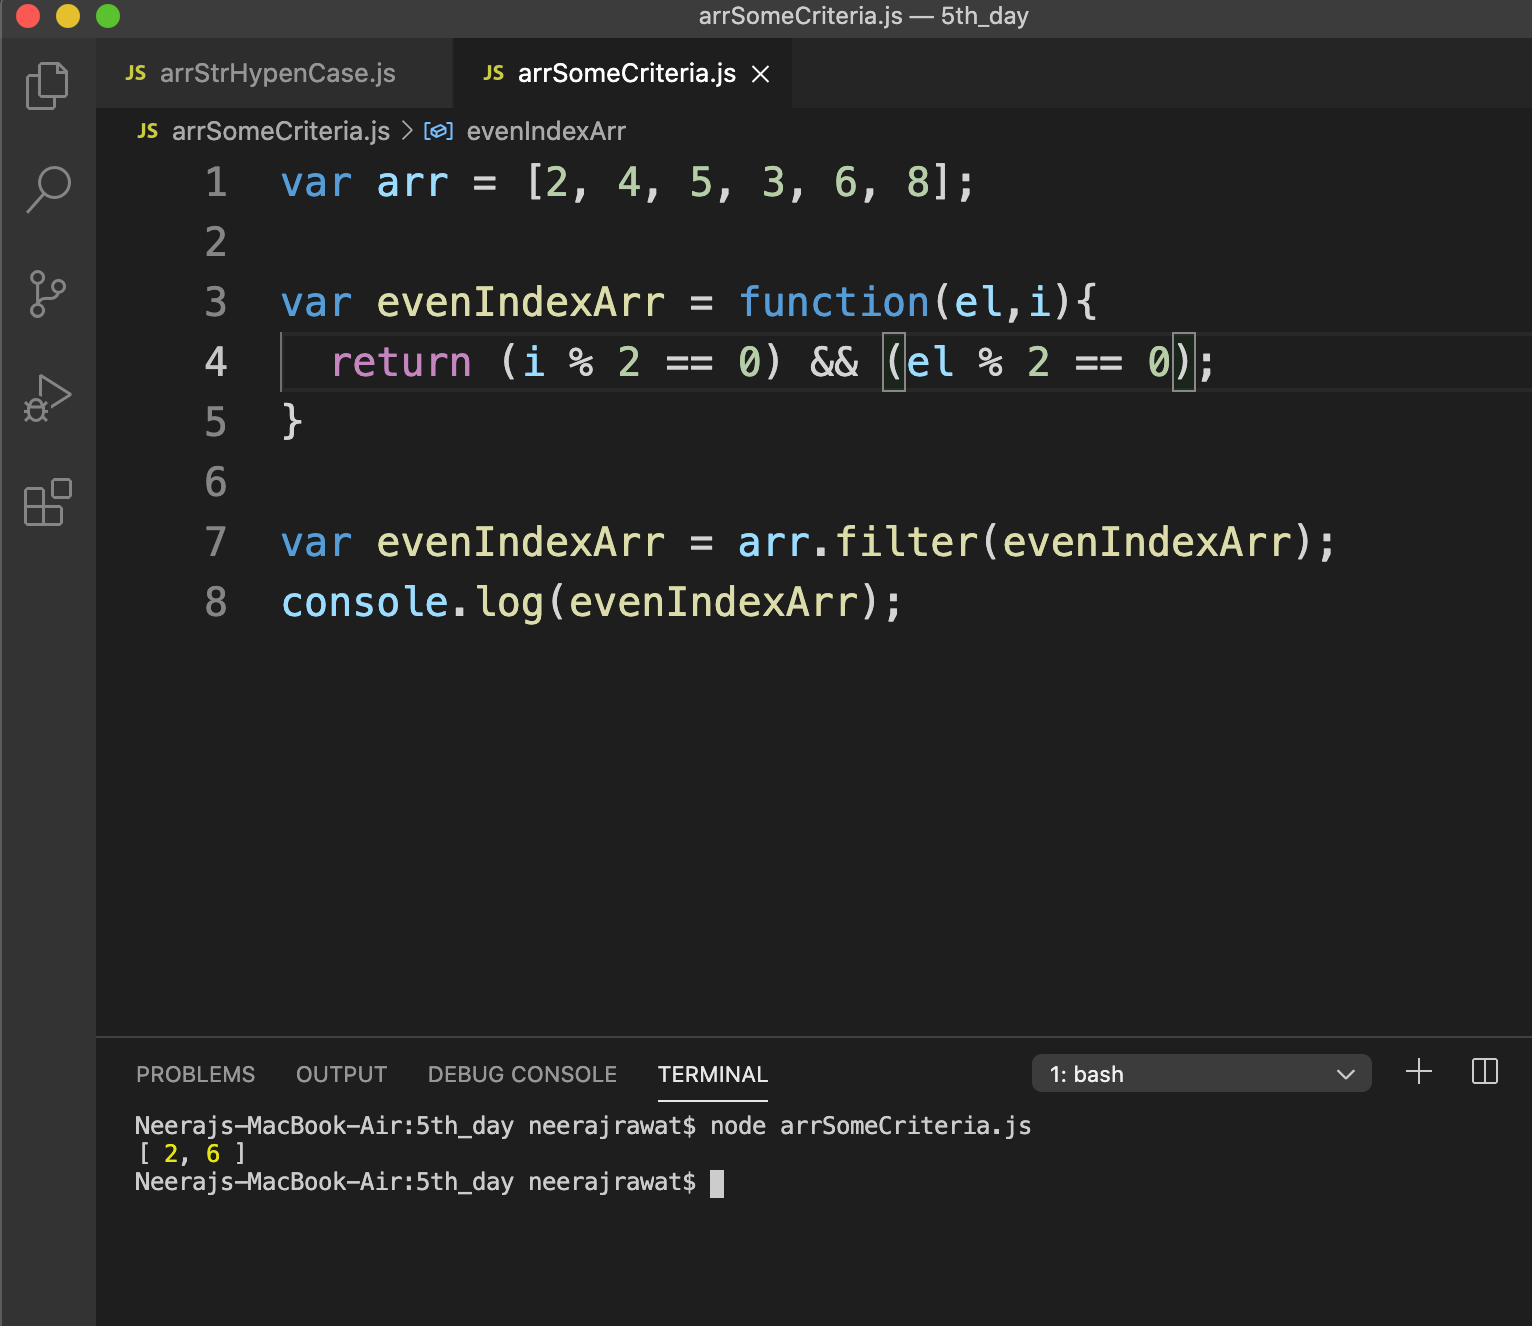 arrSomeCriteria.js — 5th_day
JS arrStrHypenCase.js JS arrSomeCriteria.js
JS arrSomeCriteria.js > evenIndexArr
1 var arr = [2, 4, 5, 3, 6, 8];
2
3 var evenIndexArr = function(el,i){
4 return (i % 2 == 0) && (el % 2 == 0);
5 }
6
7 var evenIndexArr = arr.filter(evenIndexArr);
8 console.log(evenIndexArr);
PROBLEMS OUTPUT DEBUG CONSOLE TERMINAL 1: bash
Neerajs-MacBook-Air:5th_day neerajrawat$ node arrSomeCriteria.js
[ 2, 6 ]
Neerajs-MacBook-Air:5th_day neerajrawat$